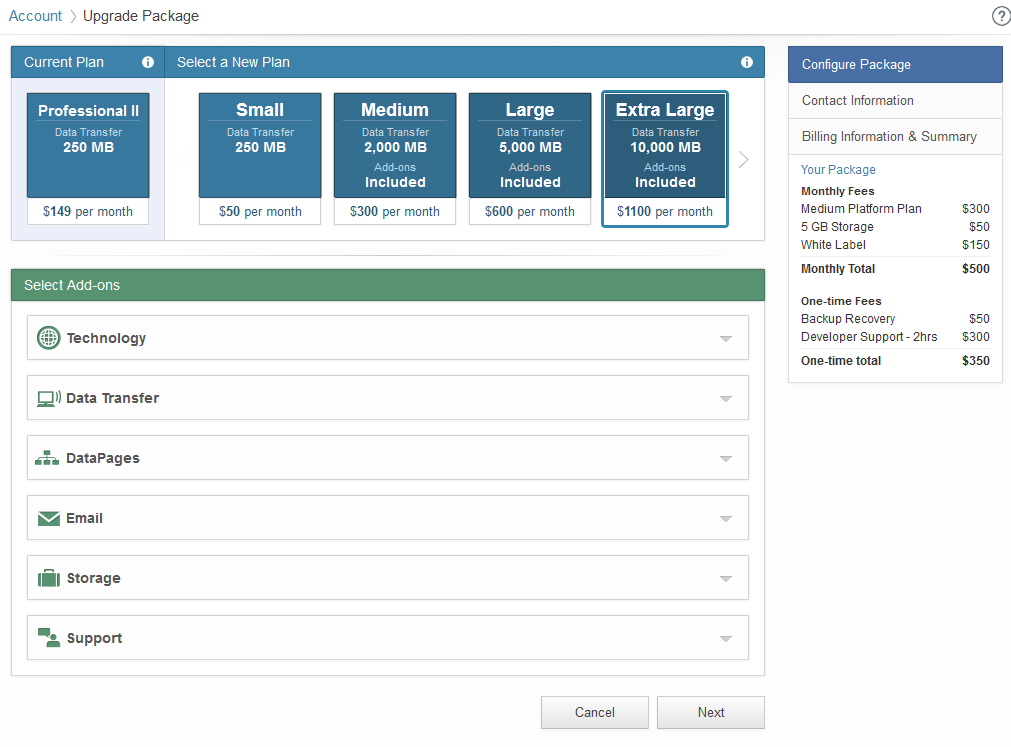 Account > Upgrade Package
?
Current Plan
i
Select a New Plan
i
Professional II
Data Transfer
250 MB
$149 per month
Small
Data Transfer
250 MB
$50 per month
Medium
Data Transfer
2,000 MB
Add-ons
Included
$300 per month
Large
Data Transfer
5,000 MB
Add-ons
Included
$600 per month
Extra Large
Data Transfer
10,000 MB
Add-ons
Included
$1100 per month
Select Add-ons
Technology
Data Transfer
DataPages
Email
Storage
Support
Cancel
Next
Configure Package
Contact Information
Billing Information & Summary
Your Package
Monthly Fees
Medium Platform Plan $300
5 GB Storage $50
White Label $150
Monthly Total $500
One-time Fees
Backup Recovery $50
Developer Support - 2hrs $300
One-time total $350